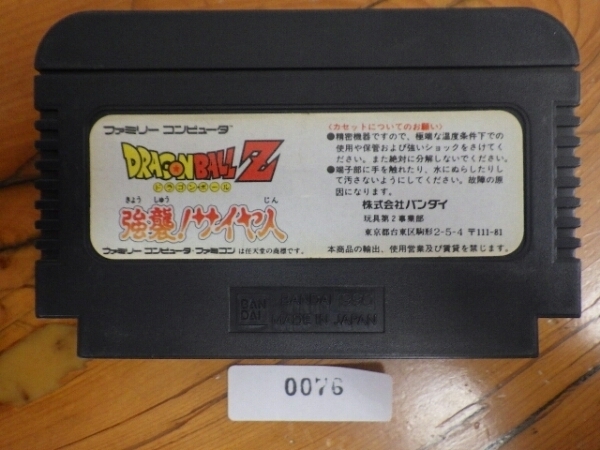 ファミリー コンピュータ™
DRAGON BALL Z
ドラゴンボール
きょう しゅう じん
強襲!サイヤ人
ファミリー コンピュータ・ファミコンは任天堂の商標です。
〈カセットについてのお願い〉
●精密機器ですので、極端な温度条件下での
使用や保管および強いショックをさけてく
ださい。また絶対に分解しないでください。
●端子部に手を触れたり、水にぬらしたりし
て汚さないようにしてください。故障の原
因になります。
株式会社バンダイ
玩具第2事業部
東京都台東区駒形2-5-4 〒111-81
本商品の輸出、使用営業及び賃貸を禁じます。
BAN
DAI
MADE IN JAPAN
0076